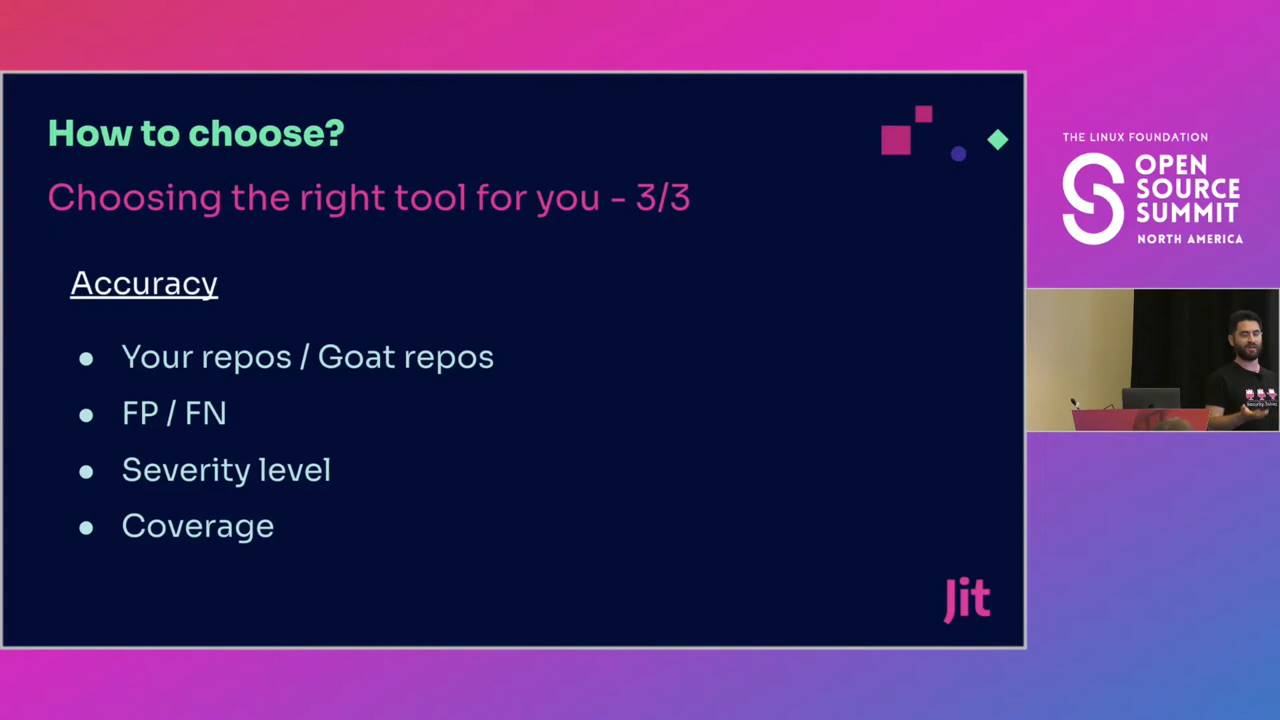 How to choose?
Choosing the right tool for you - 3/3
Accuracy
● Your repos / Goat repos
● FP / FN
● Severity level
● Coverage
Jit
THE LINUX FOUNDATION
OPEN
SOURCE
SUMMIT
NORTH AMERICA